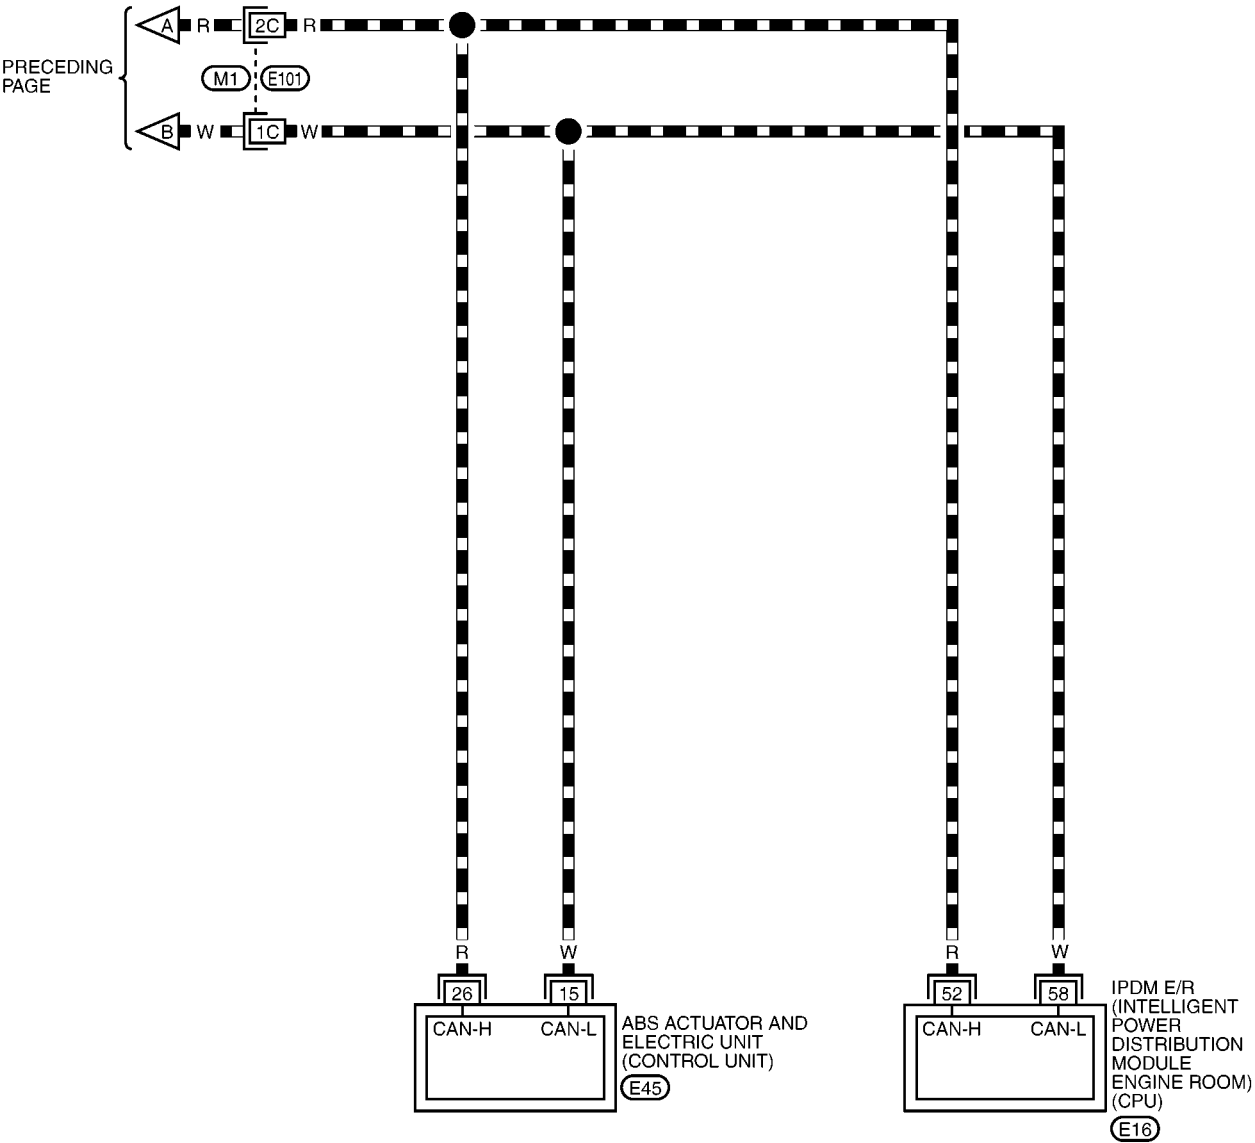 A R 2C R
PRECEDING
PAGE
M1 E101
B W 1C W
R W R W
26 15 52 58
CAN-H CAN-L CAN-H CAN-L
ABS ACTUATOR AND
ELECTRIC UNIT
(CONTROL UNIT)
E45
IPDM E/R
(INTELLIGENT
POWER
DISTRIBUTION
MODULE
ENGINE ROOM)
(CPU)
E16